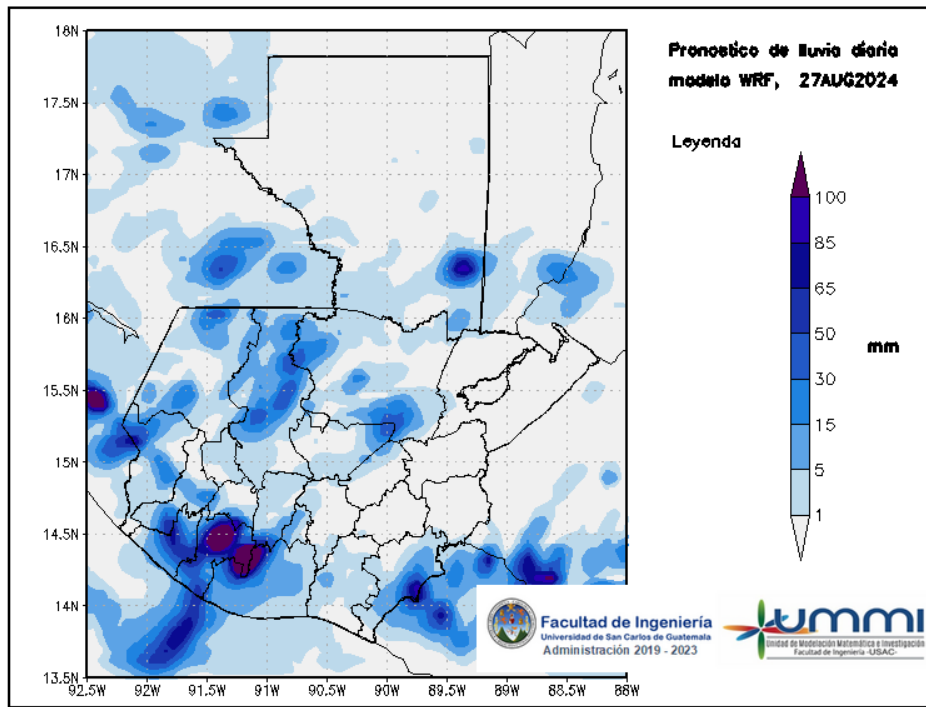 Pronostico de lluvia diaria
modelo WRF, 27AUG2024
Leyenda
100
85
65
50
30
15
5
1
mm
18N
17.5N
17N
16.5N
16N
15.5N
15N
14.5N
14N
13.5N
92.5W
92W
91.5W
91W
90.5W
90W
89.5W
89W
88.5W
88W
Facultad de Ingeniería
Universidad de San Carlos de Guatemala
Administración 2019 - 2023
UMMI
Unidad de Modelación Matemática e Investigación
Facultad de Ingeniería -USAC-